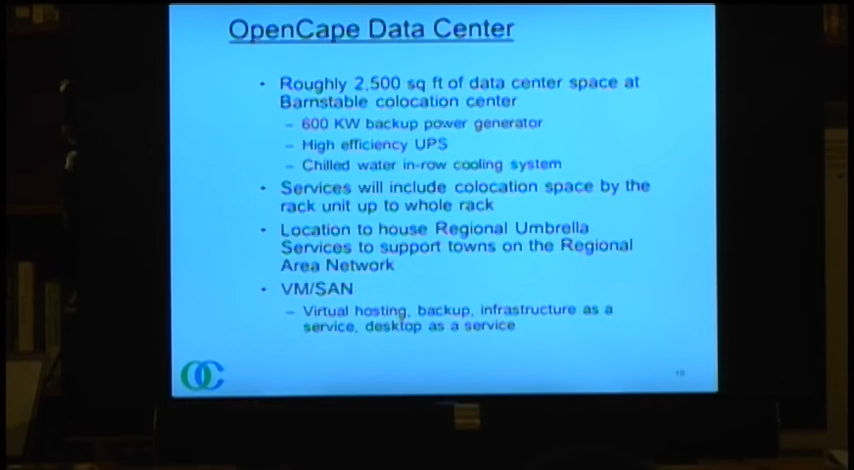 OpenCape Data Center
• Roughly 2,500 sq ft of data center space at
Barnstable colocation center
– 600 KW backup power generator
– High efficiency UPS
– Chilled water in-row cooling system
• Services will include colocation space by the
rack unit up to whole rack
• Location to house Regional Umbrella
Services to support towns on the Regional
Area Network
• VM/SAN
– Virtual hosting, backup, infrastructure as a
service, desktop as a service
OC